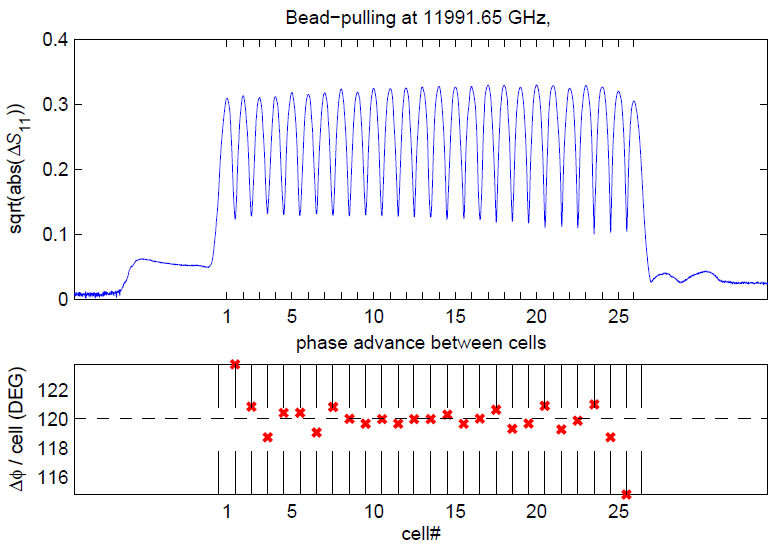 Bead−pulling at 11991.65 GHz,
sqrt(abs(ΔS11))
0.4
0.3
0.2
0.1
0
1 5 10 15 20 25
phase advance between cells
Δϕ / cell (DEG)
122
120
118
116
1 5 10 15 20 25
cell#